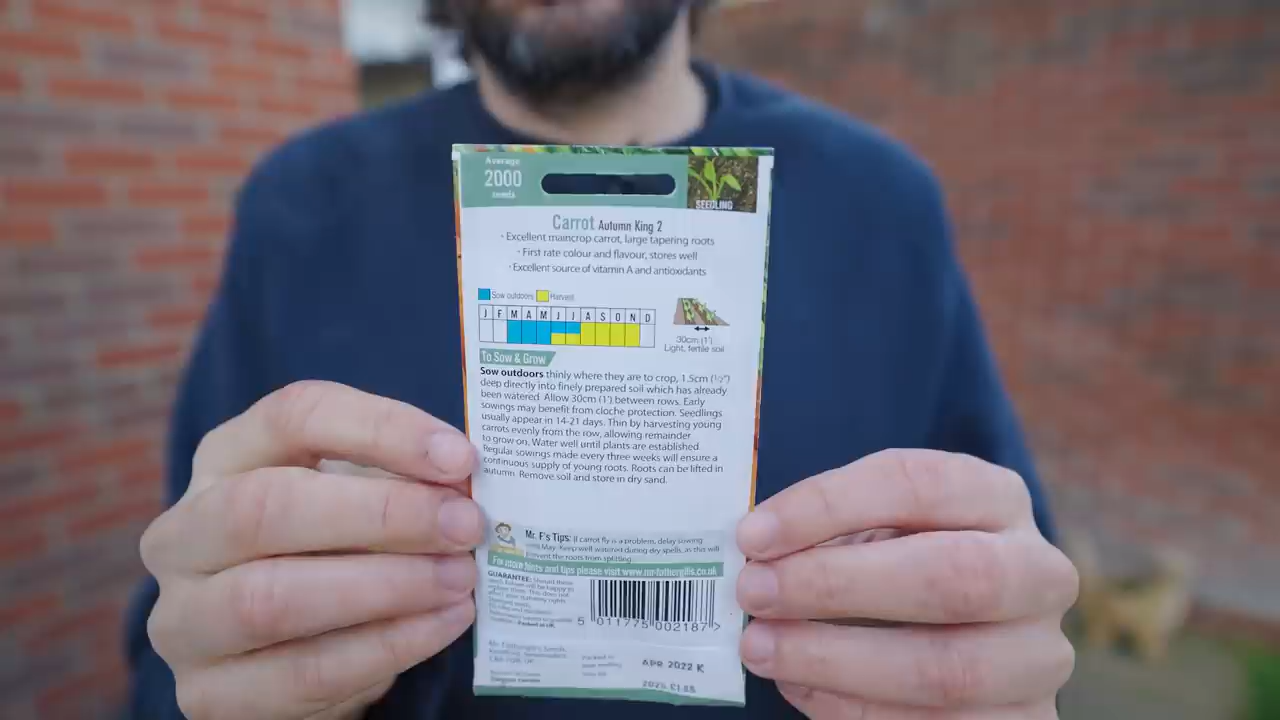 Average
2000
seeds
SEEDLING
Carrot Autumn King 2
• Excellent maincrop carrot, large tapering roots
• First rate colour and flavour, stores well
• Excellent source of vitamin A and antioxidants
Sow outdoors Harvest
J F M A M J J A S O N D
30cm (1')
Light, fertile soil
To Sow & Grow
Sow outdoors thinly where they are to crop, 1.5cm (½")
deep directly into finely prepared soil which has already
been watered. Allow 30cm (1') between rows. Early
sowings may benefit from cloche protection. Seedlings
usually appear in 14-21 days. Thin by harvesting young
carrots evenly from the row, allowing remainder
to grow on. Water well until plants are established.
Regular sowings made every three weeks will ensure a
continuous supply of young roots. Roots can be lifted in
autumn. Remove soil and store in dry sand.
Mr. F's Tips: If carrot fly is a problem, delay sowing
until May. Keep well watered during dry spells, as this will
prevent the roots from splitting.
For more hints and tips please visit www.mr-fothergills.co.uk
GUARANTEE: Should these
5 011775 002187 >
Mr. Fothergill's Seeds,
APR 2022 K
2025